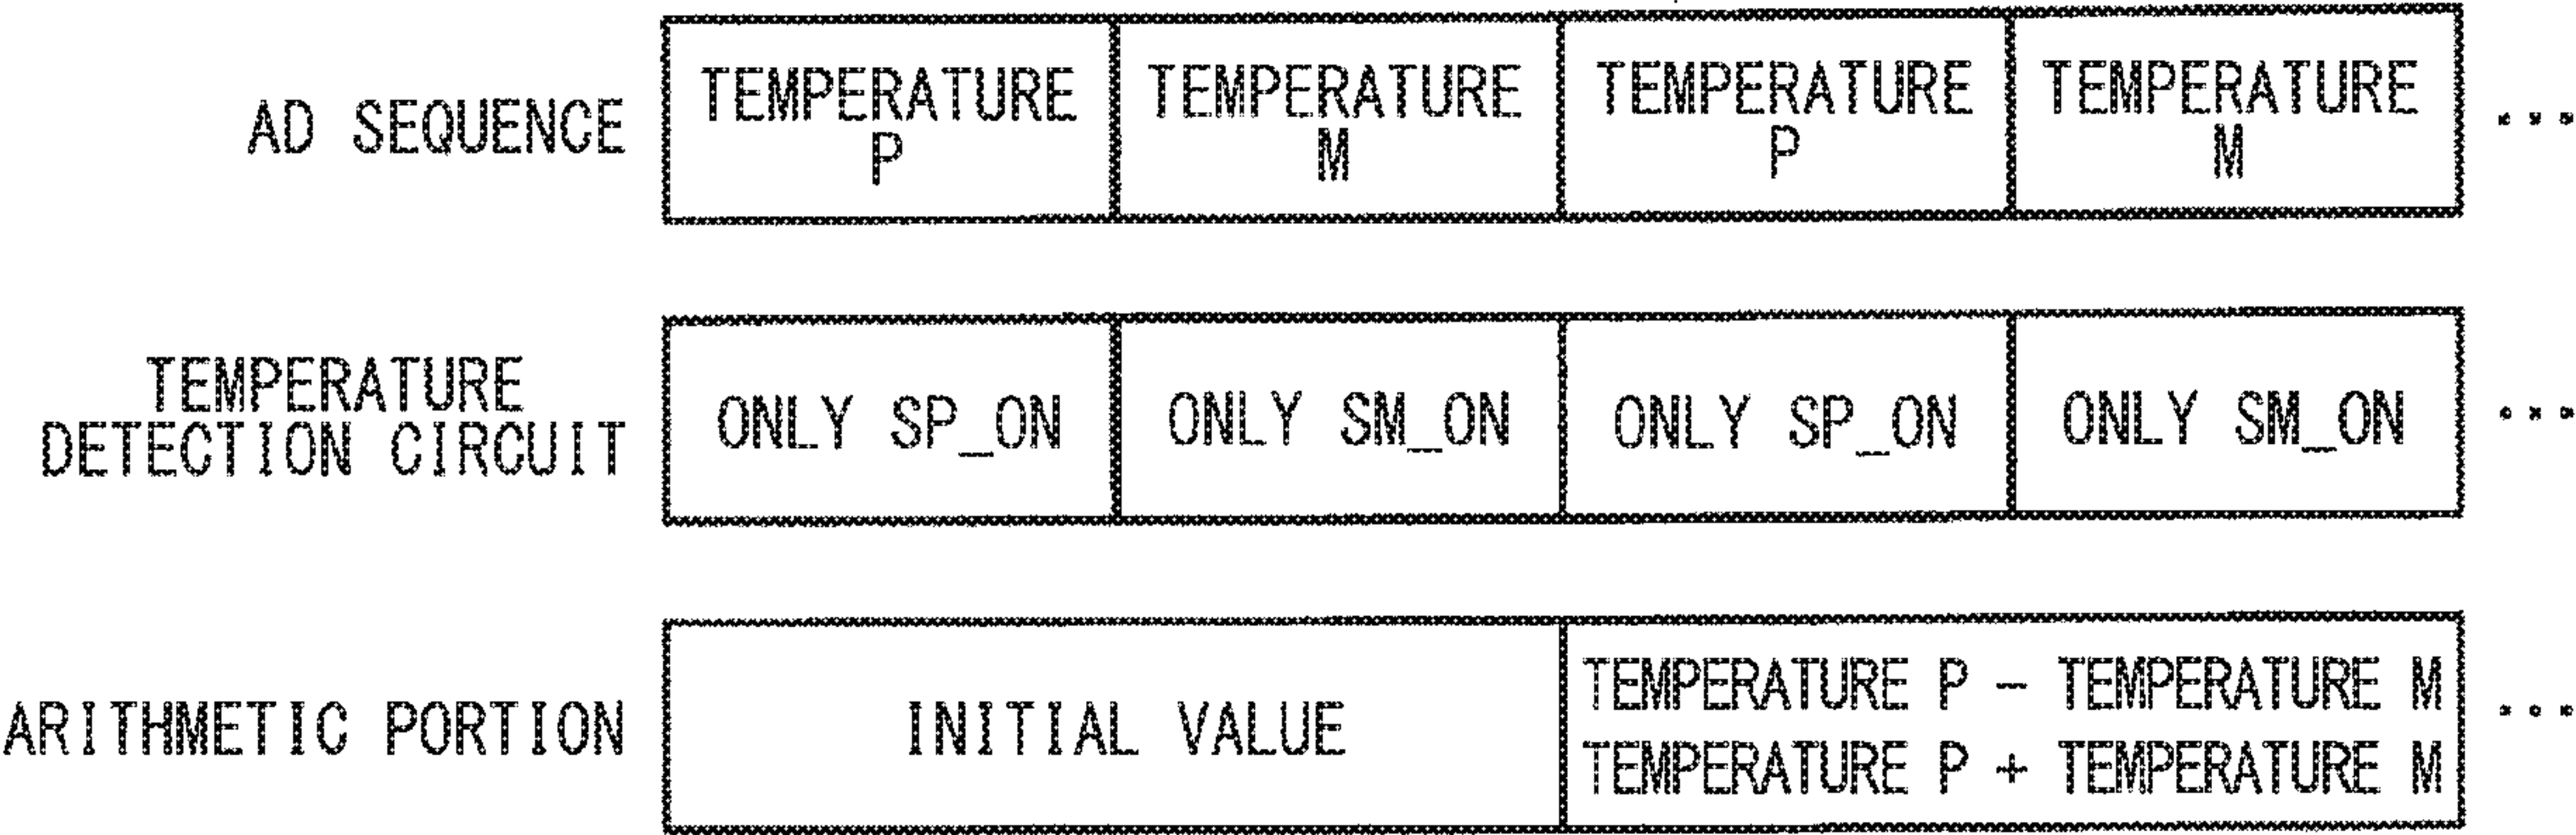 AD SEQUENCE
TEMPERATURE
P
TEMPERATURE
M
TEMPERATURE
P
TEMPERATURE
M
...
TEMPERATURE
DETECTION CIRCUIT
ONLY SP_ON
ONLY SM_ON
ONLY SP_ON
ONLY SM_ON
...
ARITHMETIC PORTION
INITIAL VALUE
TEMPERATURE P - TEMPERATURE M
TEMPERATURE P + TEMPERATURE M
...